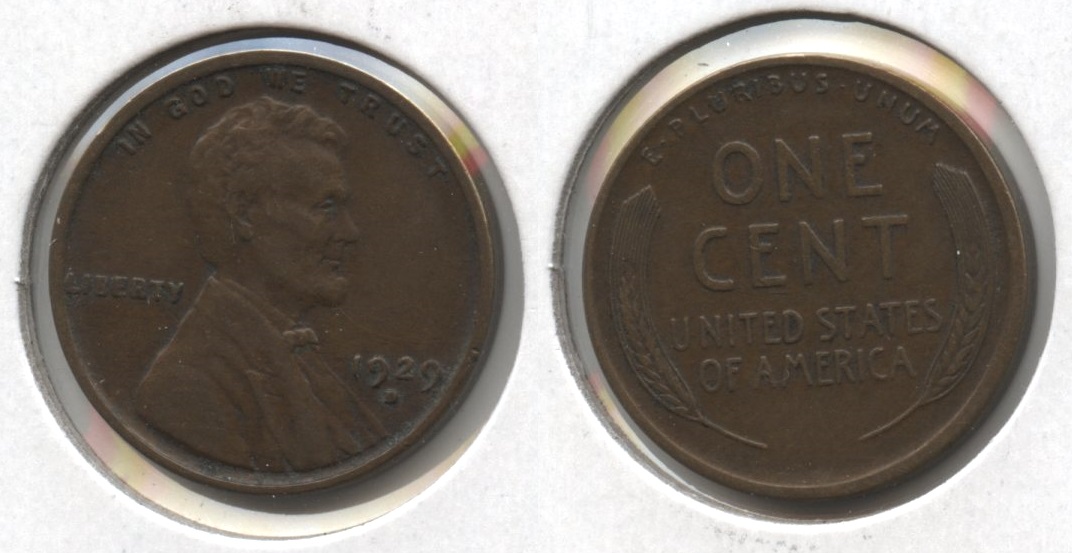 IN GOD WE TRUST
LIBERTY
1929
D
E·PLURIBUS·UNUM
ONE
CENT
UNITED STATES
OF AMERICA